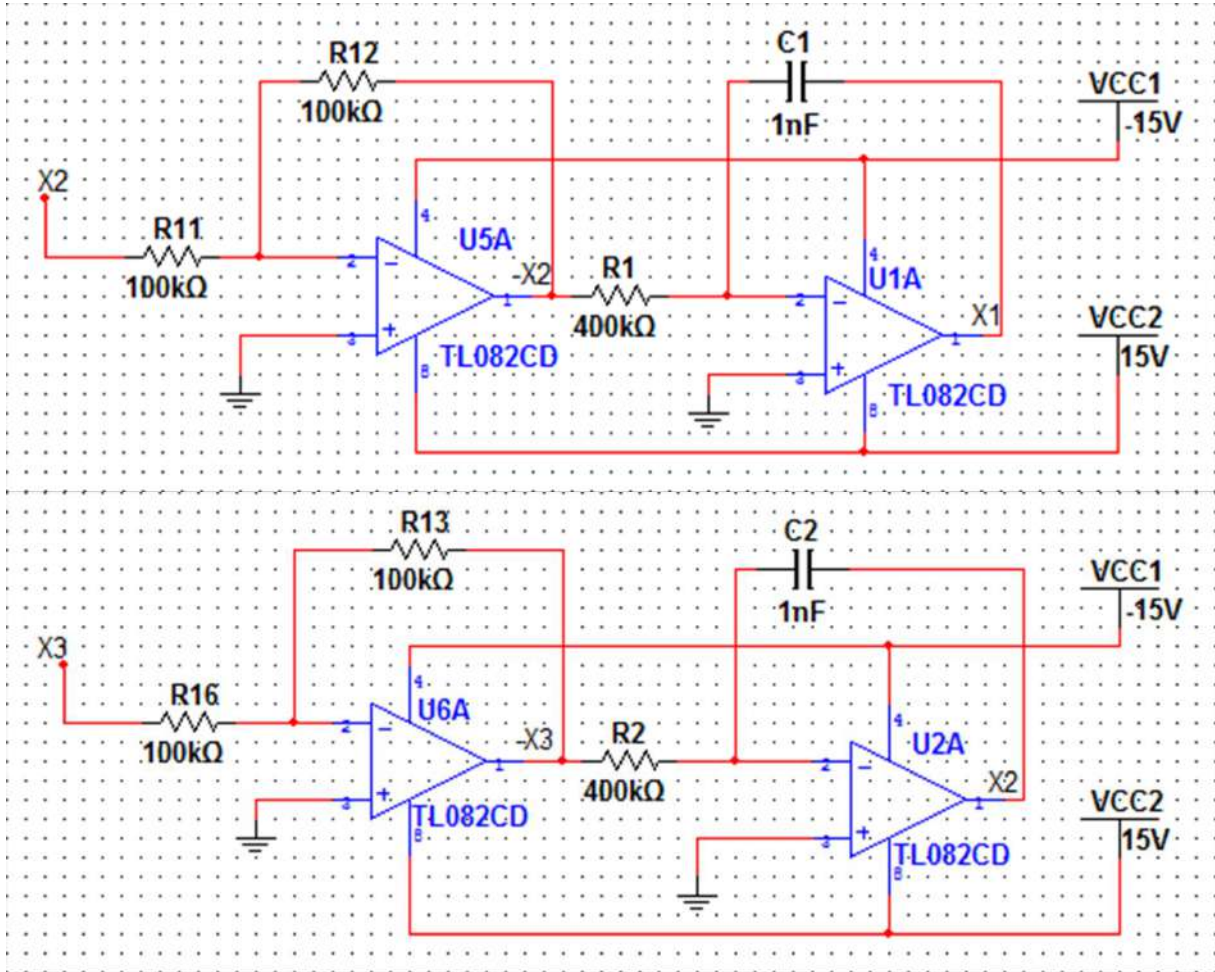 R12
100kΩ
C1
1nF
VCC1
-15V
X2
R11
100kΩ
4
2
U5A
-X2
1
3
8
TL082CD
R1
400kΩ
4
2
U1A
X1
1
3
8
TL082CD
VCC2
15V
R13
100kΩ
C2
1nF
VCC1
-15V
X3
R16
100kΩ
4
2
U6A
-X3
1
3
8
TL082CD
R2
400kΩ
4
2
U2A
X2
1
3
8
TL082CD
VCC2
15V